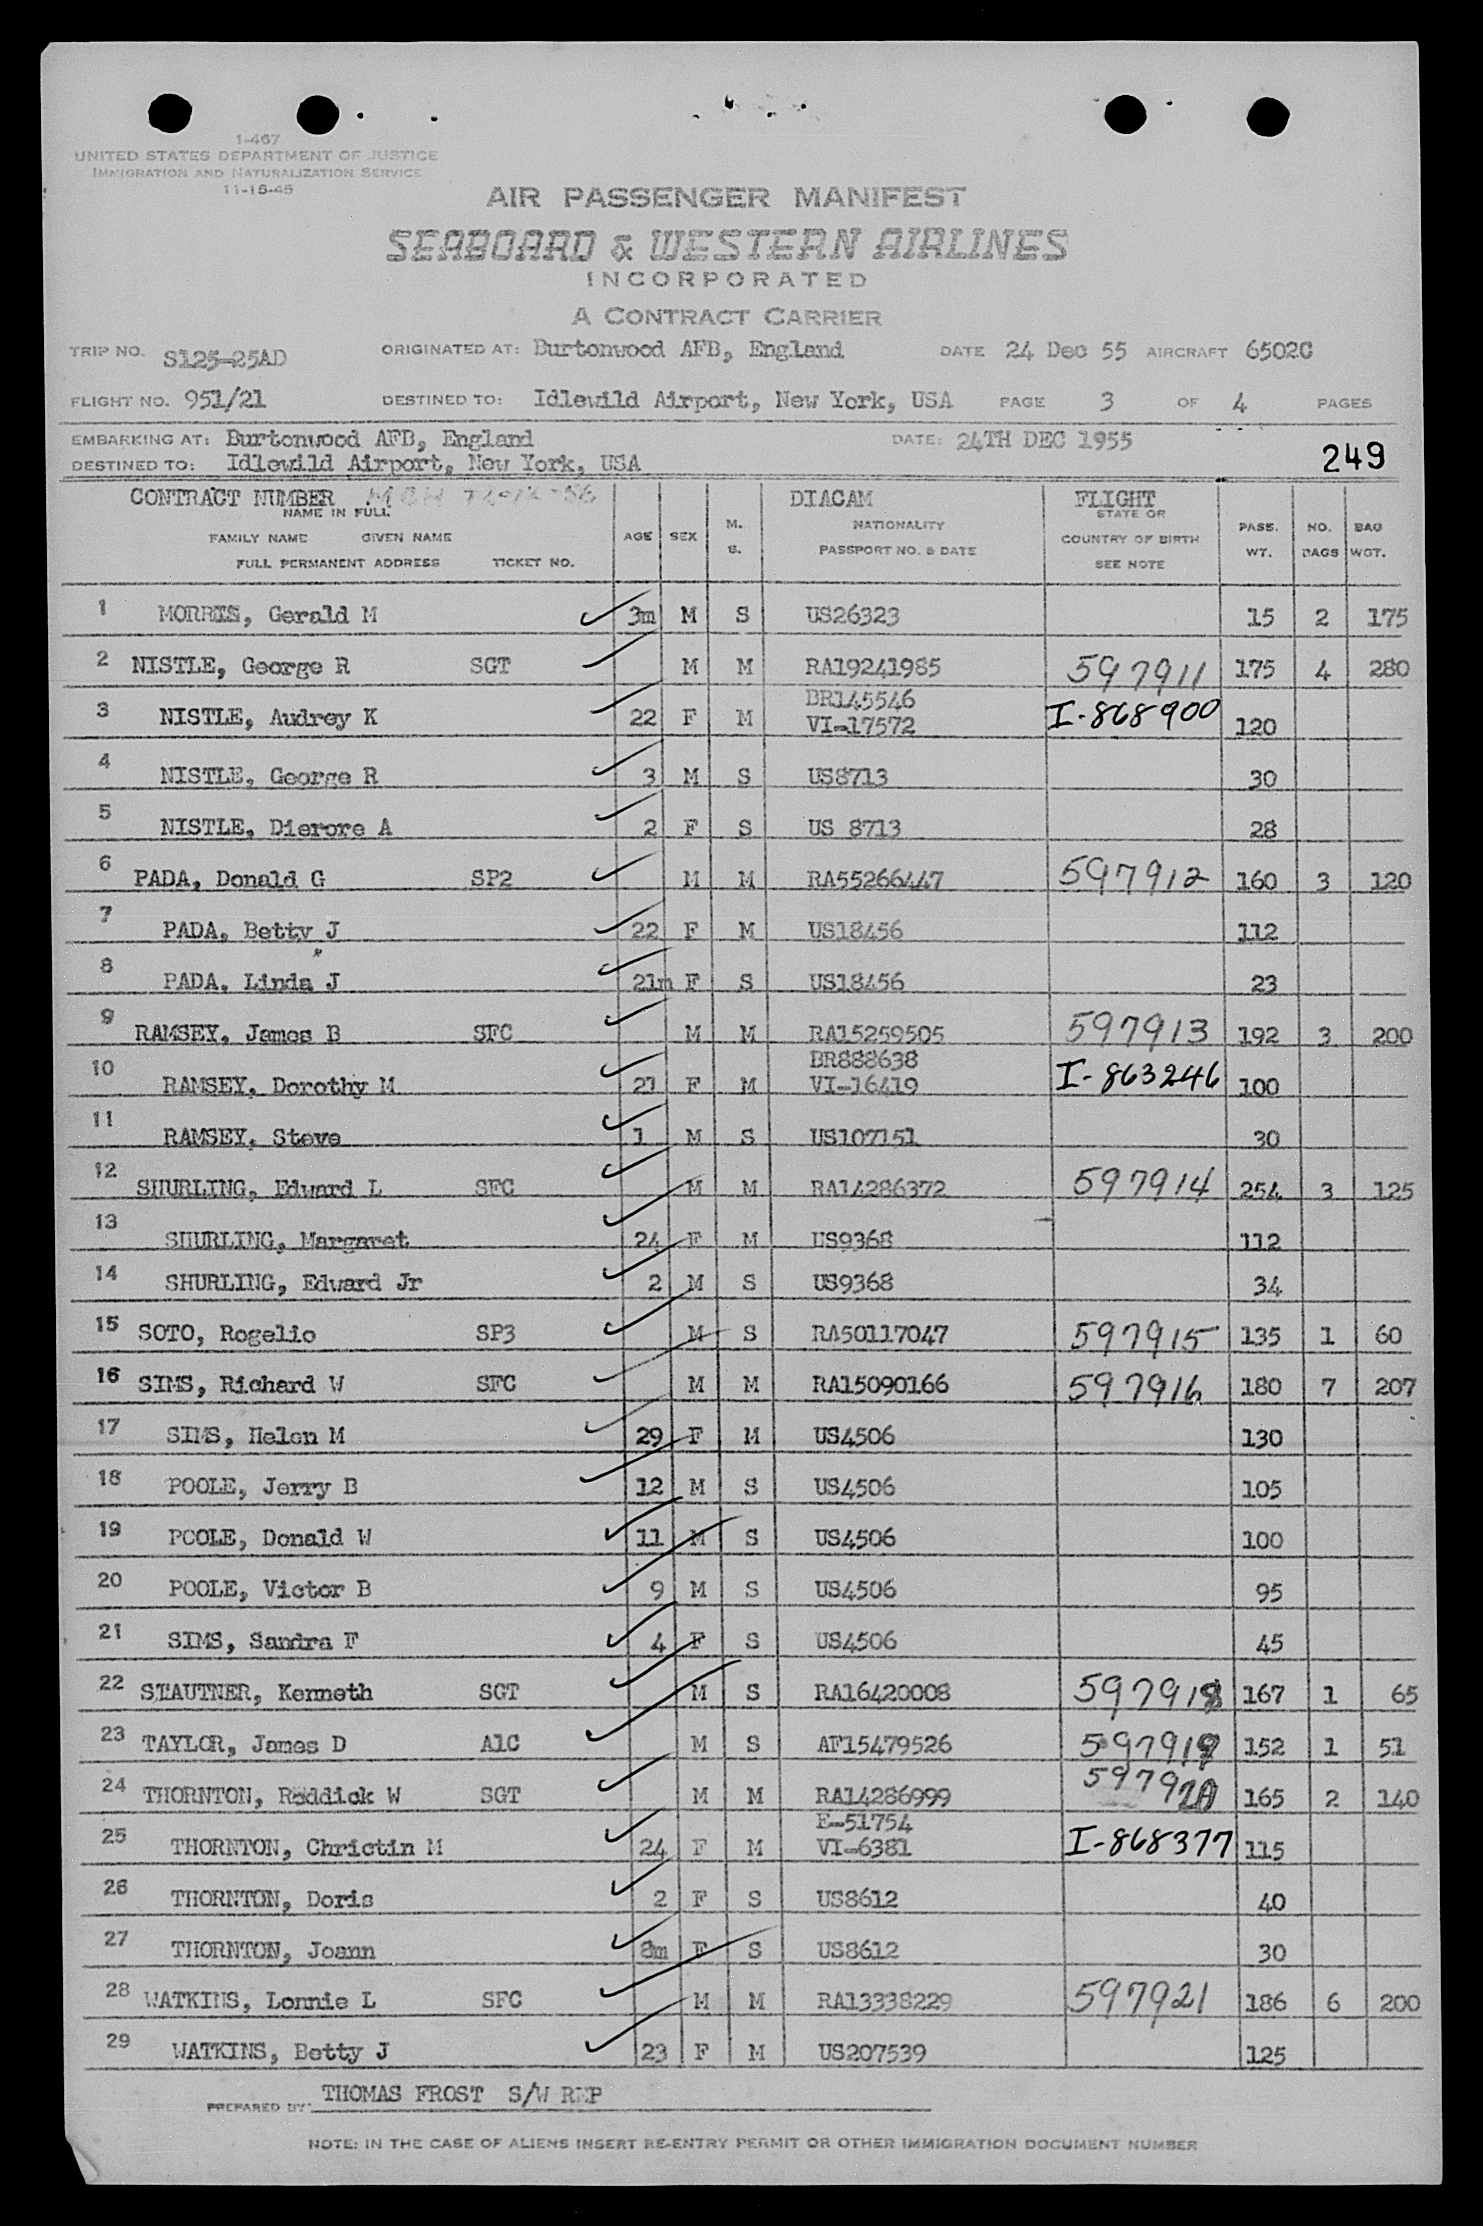 1-467
UNITED STATES DEPARTMENT OF JUSTICE
IMMIGRATION AND NATURALIZATION SERVICE
11-15-45
AIR PASSENGER MANIFEST
SEABOARD & WESTERN AIRLINES
INCORPORATED
A CONTRACT CARRIER
TRIP NO. S125-25AD ORIGINATED AT: Burtonwood AFB, England DATE 24 Dec 55 AIRCRAFT 6502C
FLIGHT NO. 951/21 DESTINED TO: Idlewild Airport, New York, USA PAGE 3 OF 4 PAGES
EMBARKING AT: Burtonwood AFB, England DATE: 24TH DEC 1955
DESTINED TO: Idlewild Airport, New York, USA 249
CONTRACT NUMBER DIACAM FLIGHT
NAME IN FULL FAMILY NAME GIVEN NAME FULL PERMANENT ADDRESS TICKET NO. AGE SEX M. S. NATIONALITY PASSPORT NO. & DATE STATE OR COUNTRY OF BIRTH SEE NOTE PASS. WT. NO. BAGS BAG WGT.
1 MORRIS, Gerald M 3m M S US26323 15 2 175
2 NISTLE, George R SGT M M RA19241985 597911 175 4 280
3 NISTLE, Audrey K 22 F M BR145546 VI-17572 I-868900 120
4 NISTLE, George R 3 M S US8713 30
5 NISTLE, Dierore A 2 F S US 8713 28
6 PADA, Donald G SP2 M M RA55266447 597912 160 3 120
7 PADA, Betty J 22 F M US18456 112
8 PADA, Linda J 21m F S US18456 23
9 RAMSEY, James B SFC M M RA15259505 597913 192 3 200
10 RAMSEY, Dorothy M 21 F M BR888638 VI-16419 I-863246 100
11 RAMSEY, Steve 1 M S US107151 30
12 SHURLING, Edward L SFC M M RA14286372 597914 254 3 125
13 SHURLING, Margaret 24 F M US9368 112
14 SHURLING, Edward Jr 2 M S US9368 34
15 SOTO, Rogelio SP3 M S RA50117047 597915 135 1 60
16 SIMS, Richard W SFC M M RA15090166 597916 180 7 207
17 SIMS, Helen M 29 F M US4506 130
18 POOLE, Jerry B 12 M S US4506 105
19 POOLE, Donald W 11 M S US4506 100
20 POOLE, Victor B 9 M S US4506 95
21 SIMS, Sandra F 4 F S US4506 45
22 STAUTNER, Kenneth SGT M S RA16420008 167 1 65
23 TAYLOR, James D A1C M S AF15479526 152 1 51
24 THORNTON, Roddick W SGT M M RA14286999 165 2 140
25 THORNTON, Christin M 24 F M E-51754 VI-6381 I-868377 115
26 THORNTON, Doris 2 F S US8612 40
27 THORNTON, Joann 8m F S US8612 30
28 WATKINS, Lonnie L SFC M M RA13338229 597921 186 6 200
29 WATKINS, Betty J 23 F M US207539 125
PREPARED BY: THOMAS FROST S/W REP
NOTE: IN THE CASE OF ALIENS INSERT RE-ENTRY PERMIT OR OTHER IMMIGRATION DOCUMENT NUMBER